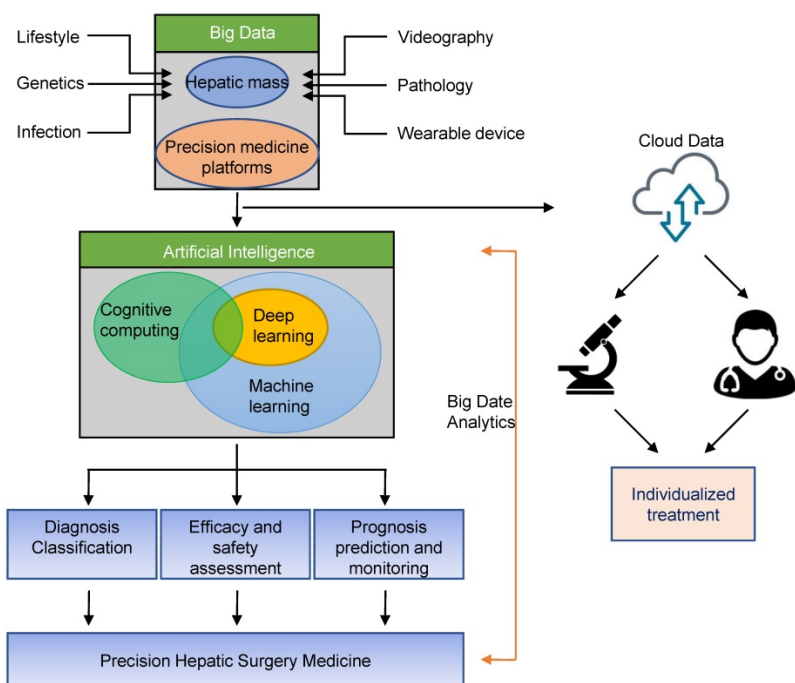 Lifestyle
Genetics
Infection
Big Data
Hepatic mass
Precision medicine
platforms
Videography
Pathology
Wearable device
Cloud Data
Artificial Intelligence
Cognitive
computing
Deep
learning
Machine
learning
Big Date
Analytics
Individualized
treatment
Diagnosis
Classification
Efficacy and
safety
assessment
Prognosis
prediction and
monitoring
Precision Hepatic Surgery Medicine